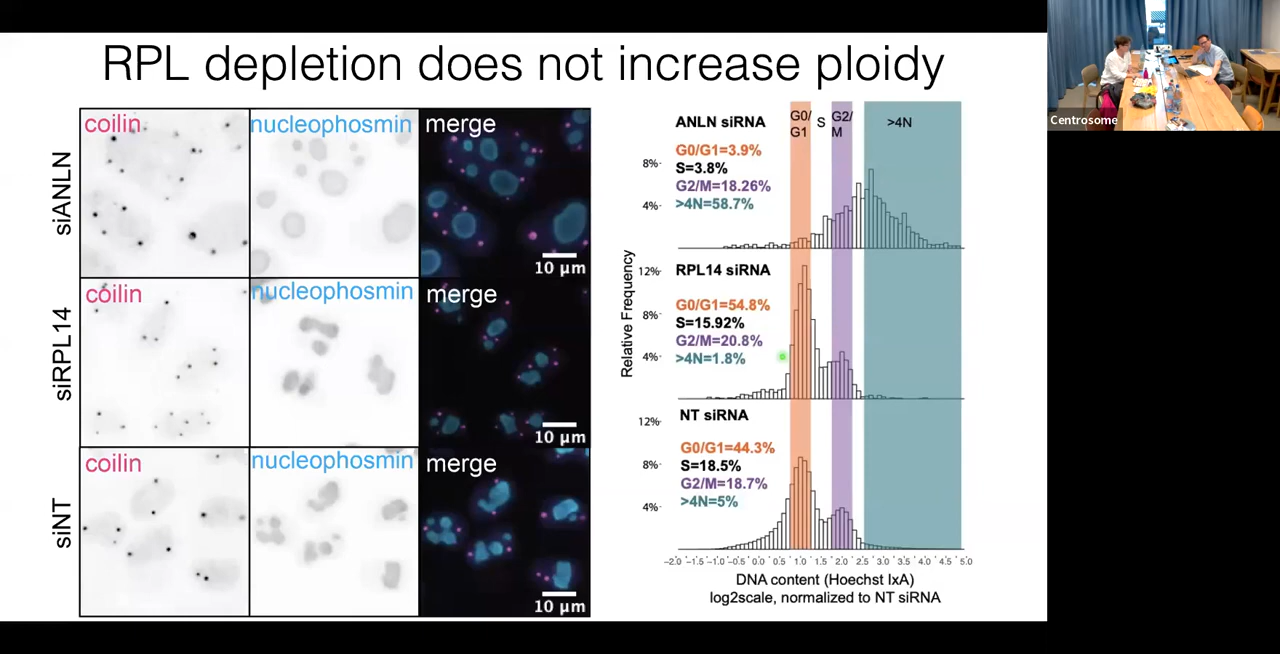 RPL depletion does not increase ploidy
siANLN
coilin
nucleophosmin
merge
10 µm
siRPL14
coilin
nucleophosmin
merge
10 µm
siNT
coilin
nucleophosmin
merge
10 µm
Relative Frequency
G0/
G1
S
G2/
M
>4N
ANLN siRNA
G0/G1=3.9%
S=3.8%
G2/M=18.26%
>4N=58.7%
8%
4%
RPL14 siRNA
G0/G1=54.8%
S=15.92%
G2/M=20.8%
>4N=1.8%
12%
8%
4%
NT siRNA
G0/G1=44.3%
S=18.5%
G2/M=18.7%
>4N=5%
12%
8%
4%
−2.0 −1.5 −1.0 −0.5 0.0 0.5 1.0 1.5 2.0 2.5 3.0 3.5 4.0 4.5 5.0
DNA content (Hoechst IxA)
log2scale, normalized to NT siRNA
Centrosome